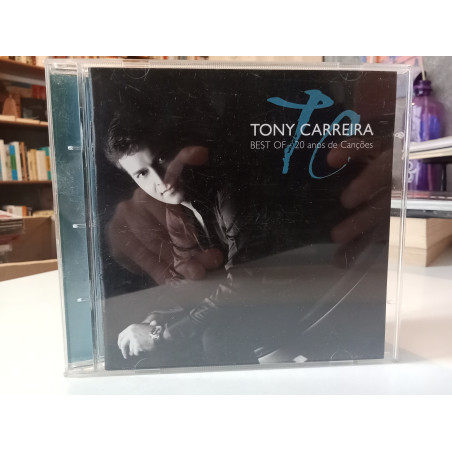 TC
TONY CARREIRA
BEST OF - 20 anos de Canções